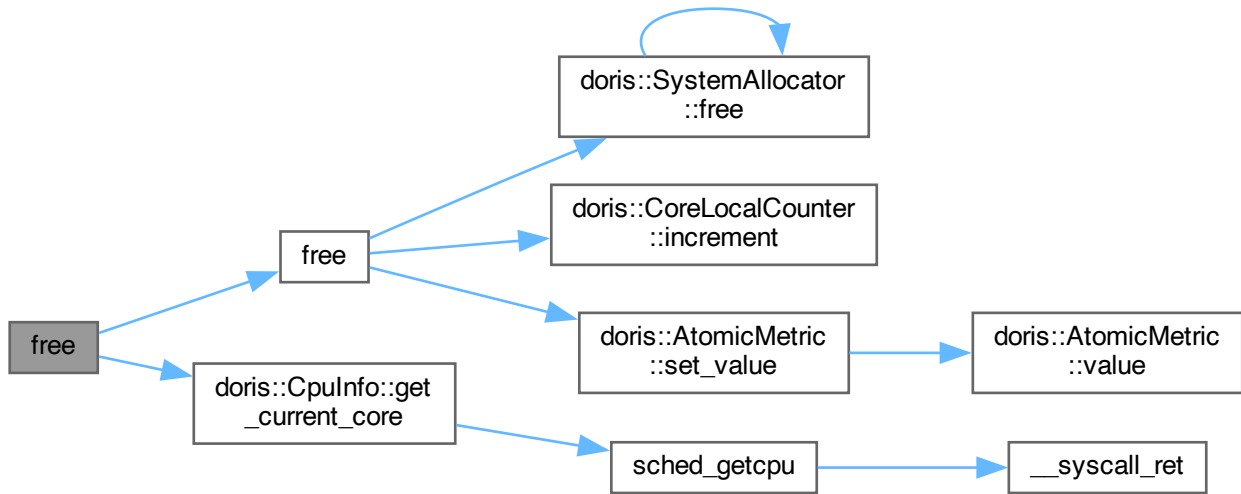 doris::SystemAllocator
::free
doris::CoreLocalCounter
::increment
free
doris::AtomicMetric
::set_value
doris::AtomicMetric
::value
free
doris::CpuInfo::get
_current_core
sched_getcpu
__syscall_ret